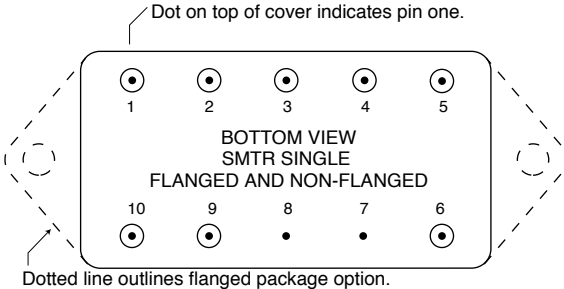 Dot on top of cover indicates pin one.
1 2 3 4 5
BOTTOM VIEW
SMTR SINGLE
FLANGED AND NON-FLANGED
10 9 8 7 6
Dotted line outlines flanged package option.